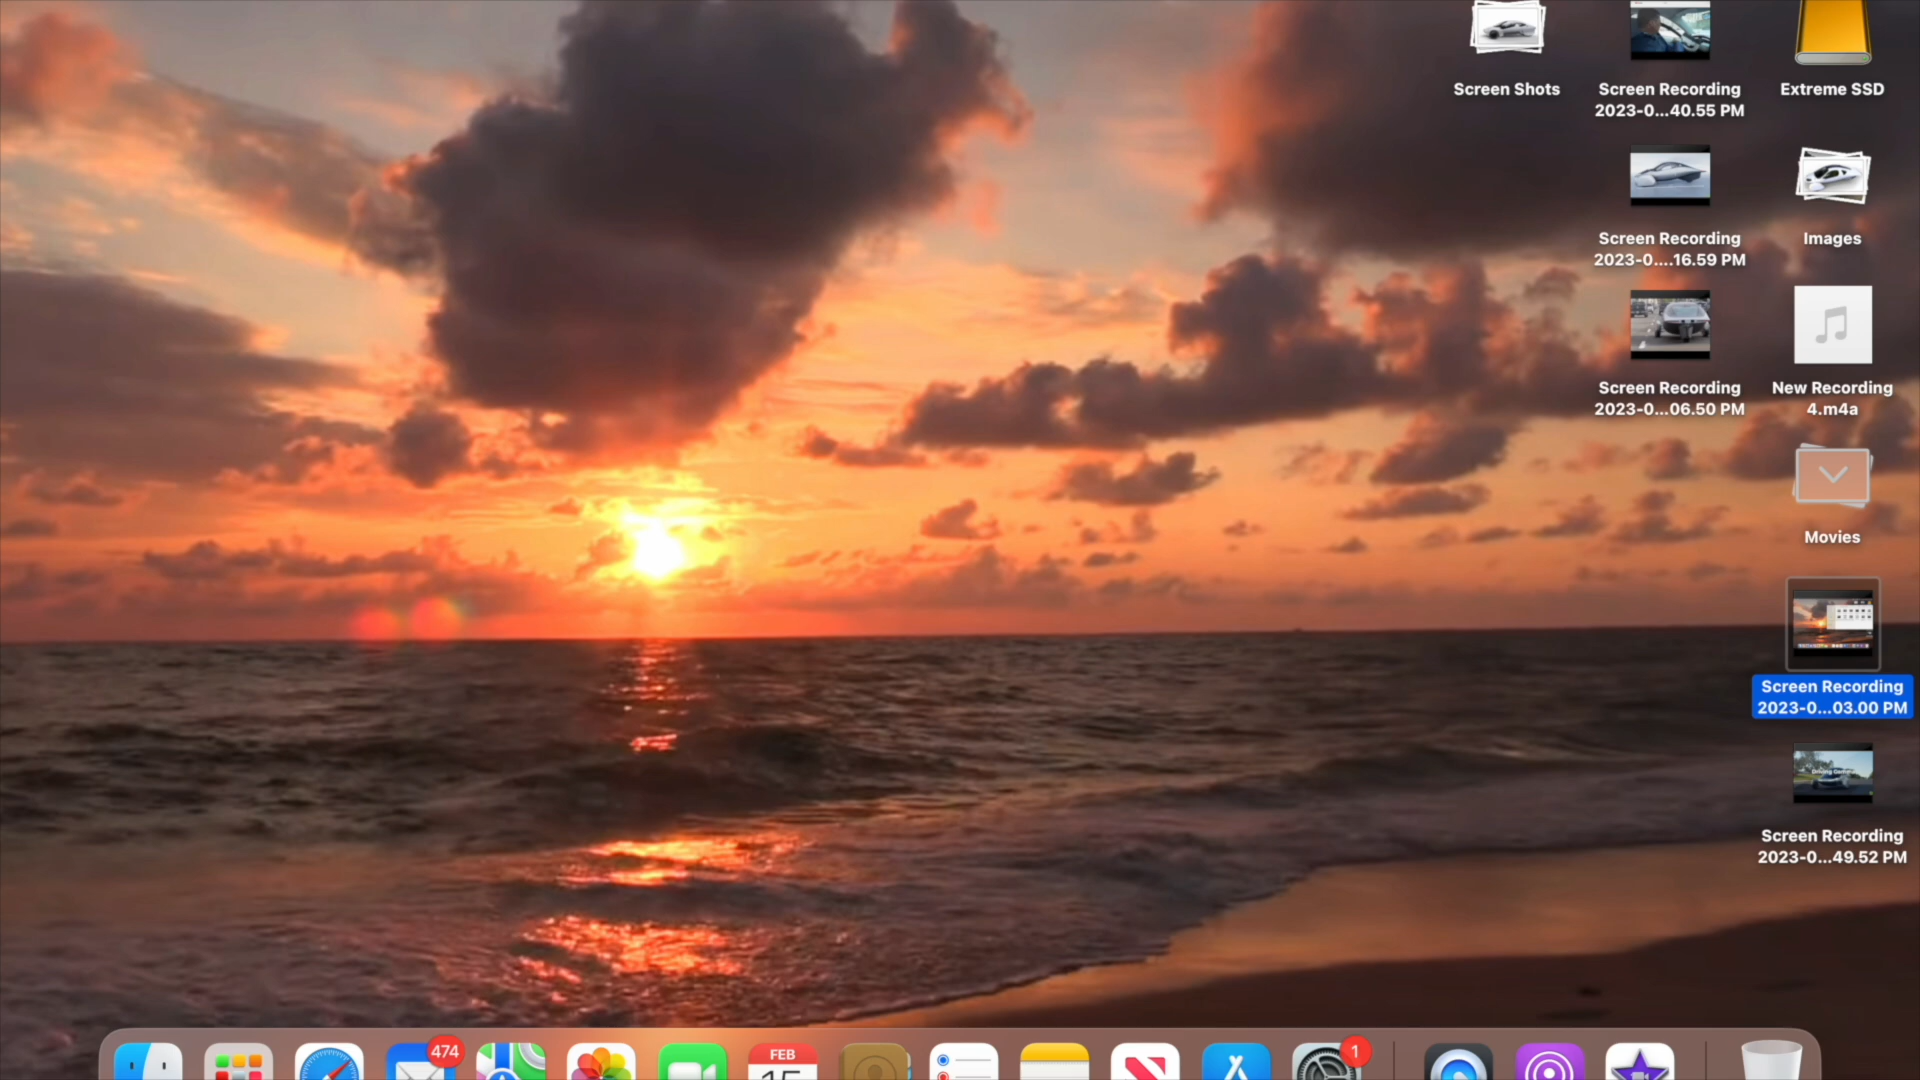 Screen Shots
Screen Recording
2023-0...40.55 PM
Extreme SSD
Screen Recording
2023-0....16.59 PM
Images
Screen Recording
2023-0...06.50 PM
New Recording
4.m4a
Movies
Screen Recording
2023-0...03.00 PM
Screen Recording
2023-0...49.52 PM
474
FEB
15
1